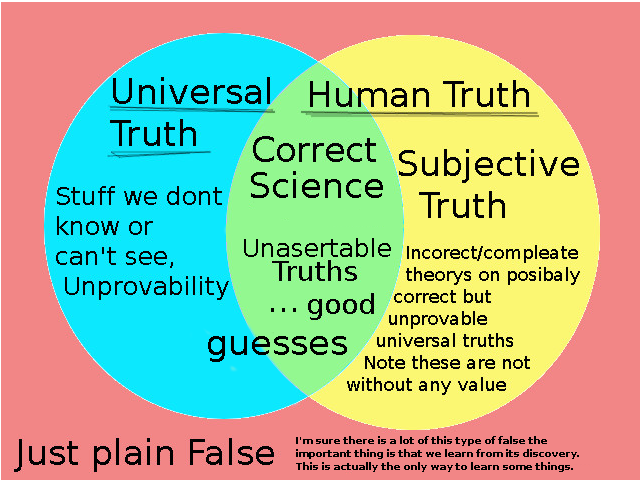 Universal
Truth
Human Truth
Correct
Science
Subjective
Truth
Stuff we dont
know or
can't see,
Unprovability
Unasertable
Truths
... good
guesses
Incorect/compleate
theorys on posibaly
correct but
unprovable
universal truths
Note these are not
without any value
Just plain False
I'm sure there is a lot of this type of false the
important thing is that we learn from its discovery.
This is actually the only way to learn some things.